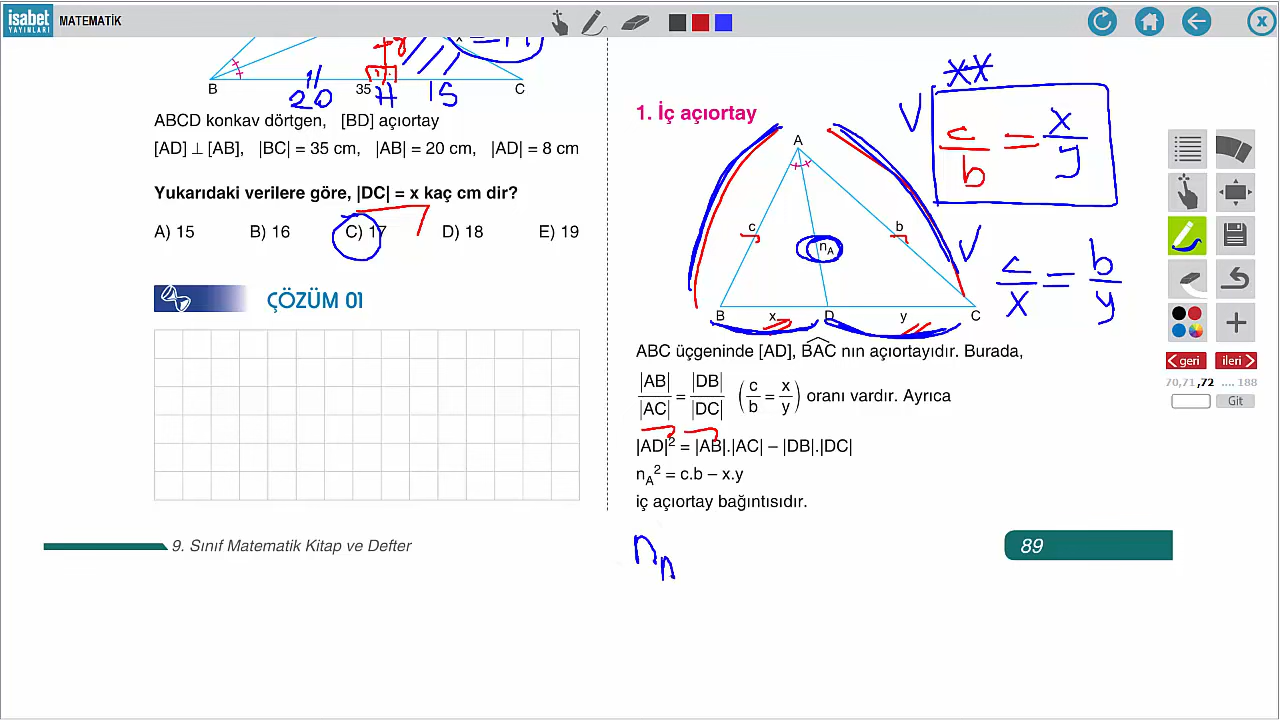 isabet
YAYINLARI
MATEMATİK
B
20
35
H
15
C
ABCD konkav dörtgen, [BD] açıortay
[AD] ⊥ [AB], |BC| = 35 cm, |AB| = 20 cm, |AD| = 8 cm
Yukarıdaki verilere göre, |DC| = x kaç cm dir?
A) 15 B) 16 C) 17 D) 18 E) 19
ÇÖZÜM 01
9. Sınıf Matematik Kitap ve Defter
1. İç açıortay
A
c
b
n_A
B
x
D
y
C
c/b = x/y
c/x = b/y
ABC üçgeninde [AD], BAC nın açıortayıdır. Burada,
|AB|/|AC| = |DB|/|DC| (c/b = x/y) oranı vardır. Ayrıca
|AD|² = |AB|.|AC| – |DB|.|DC|
n_A² = c.b – x.y
iç açıortay bağıntısıdır.
89
geri
ileri
70,71,72 .... 188
Git